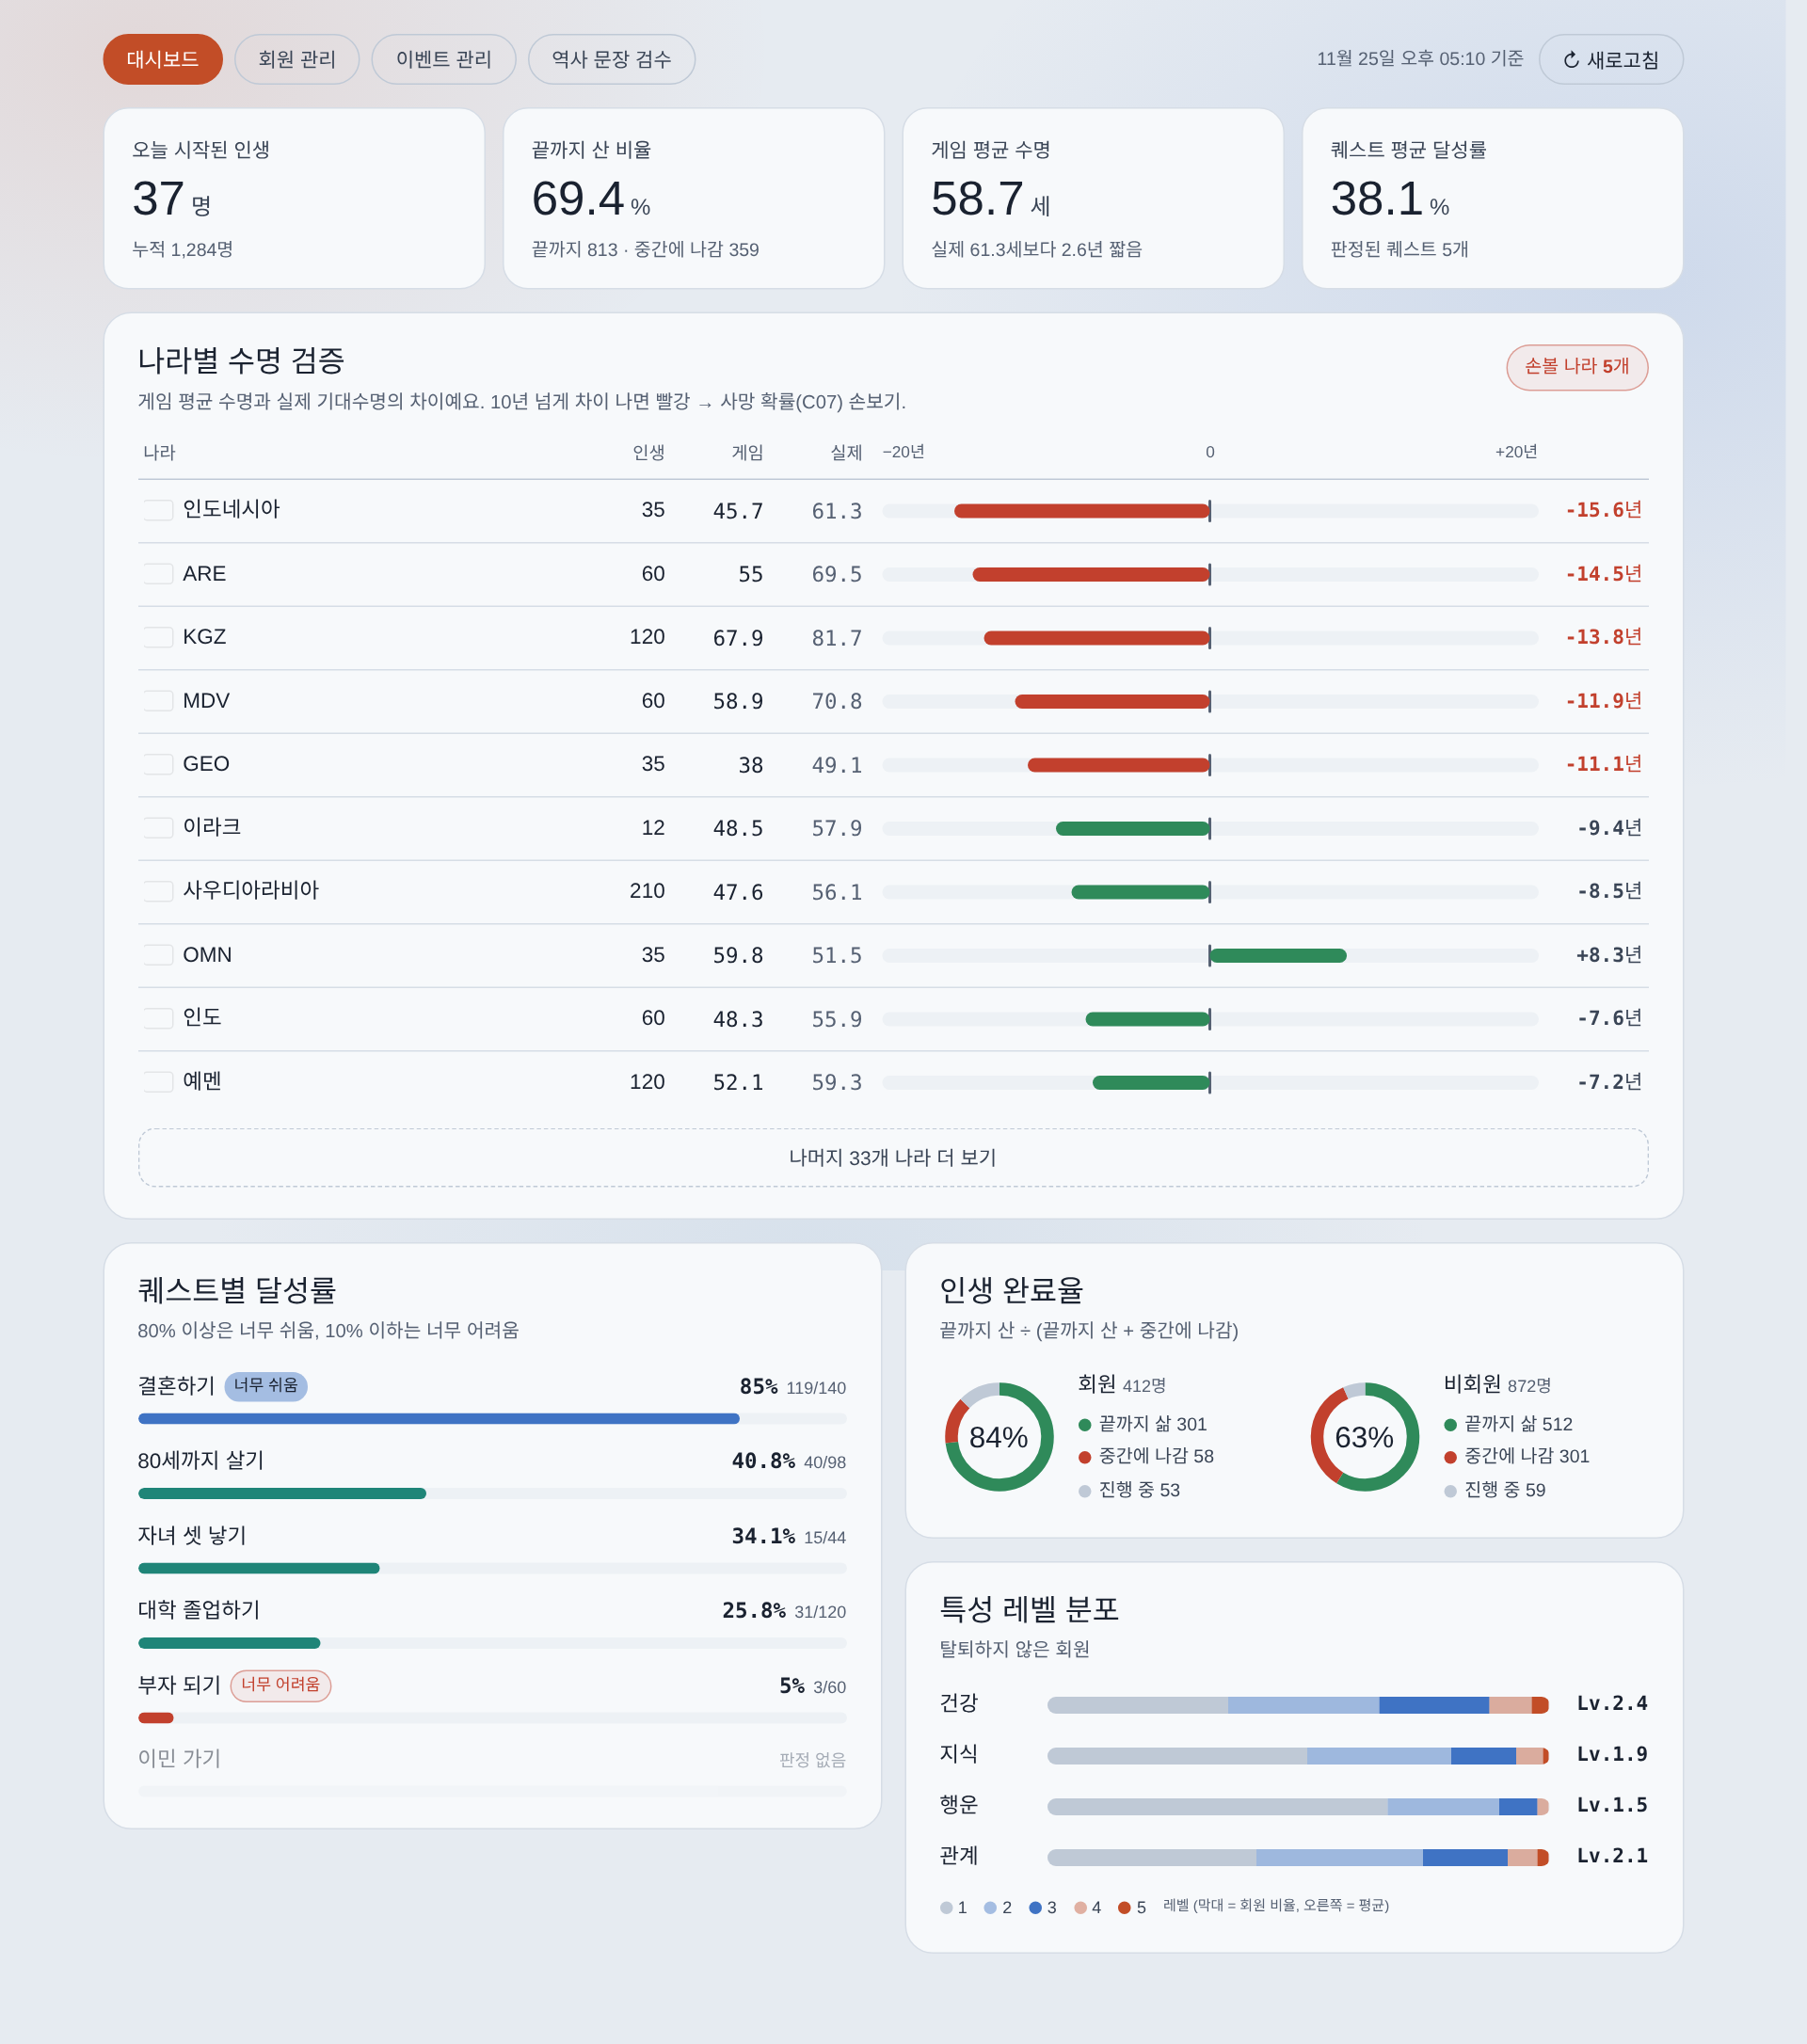 대시보드 회원 관리 이벤트 관리 역사 문장 검수 11월 25일 오후 05:10 기준 ↻ 새로고침
오늘 시작된 인생
37 명
누적 1,284명
끝까지 산 비율
69.4 %
끝까지 813 · 중간에 나감 359
게임 평균 수명
58.7 세
실제 61.3세보다 2.6년 짧음
퀘스트 평균 달성률
38.1 %
판정된 퀘스트 5개
나라별 수명 검증
손볼 나라 5개
게임 평균 수명과 실제 기대수명의 차이예요. 10년 넘게 차이 나면 빨강 → 사망 확률(C07) 손보기.
나라 인생 게임 실제 −20년 0 +20년
인도네시아 35 45.7 61.3 -15.6년
ARE 60 55 69.5 -14.5년
KGZ 120 67.9 81.7 -13.8년
MDV 60 58.9 70.8 -11.9년
GEO 35 38 49.1 -11.1년
이라크 12 48.5 57.9 -9.4년
사우디아라비아 210 47.6 56.1 -8.5년
OMN 35 59.8 51.5 +8.3년
인도 60 48.3 55.9 -7.6년
예멘 120 52.1 59.3 -7.2년
나머지 33개 나라 더 보기
퀘스트별 달성률
80% 이상은 너무 쉬움, 10% 이하는 너무 어려움
결혼하기 너무 쉬움 85% 119/140
80세까지 살기 40.8% 40/98
자녀 셋 낳기 34.1% 15/44
대학 졸업하기 25.8% 31/120
부자 되기 너무 어려움 5% 3/60
이민 가기 판정 없음
인생 완료율
끝까지 산 ÷ (끝까지 산 + 중간에 나감)
84%
회원 412명
끝까지 삶 301
중간에 나감 58
진행 중 53
63%
비회원 872명
끝까지 삶 512
중간에 나감 301
진행 중 59
특성 레벨 분포
탈퇴하지 않은 회원
건강 Lv.2.4
지식 Lv.1.9
행운 Lv.1.5
관계 Lv.2.1
1 2 3 4 5 레벨 (막대 = 회원 비율, 오른쪽 = 평균)